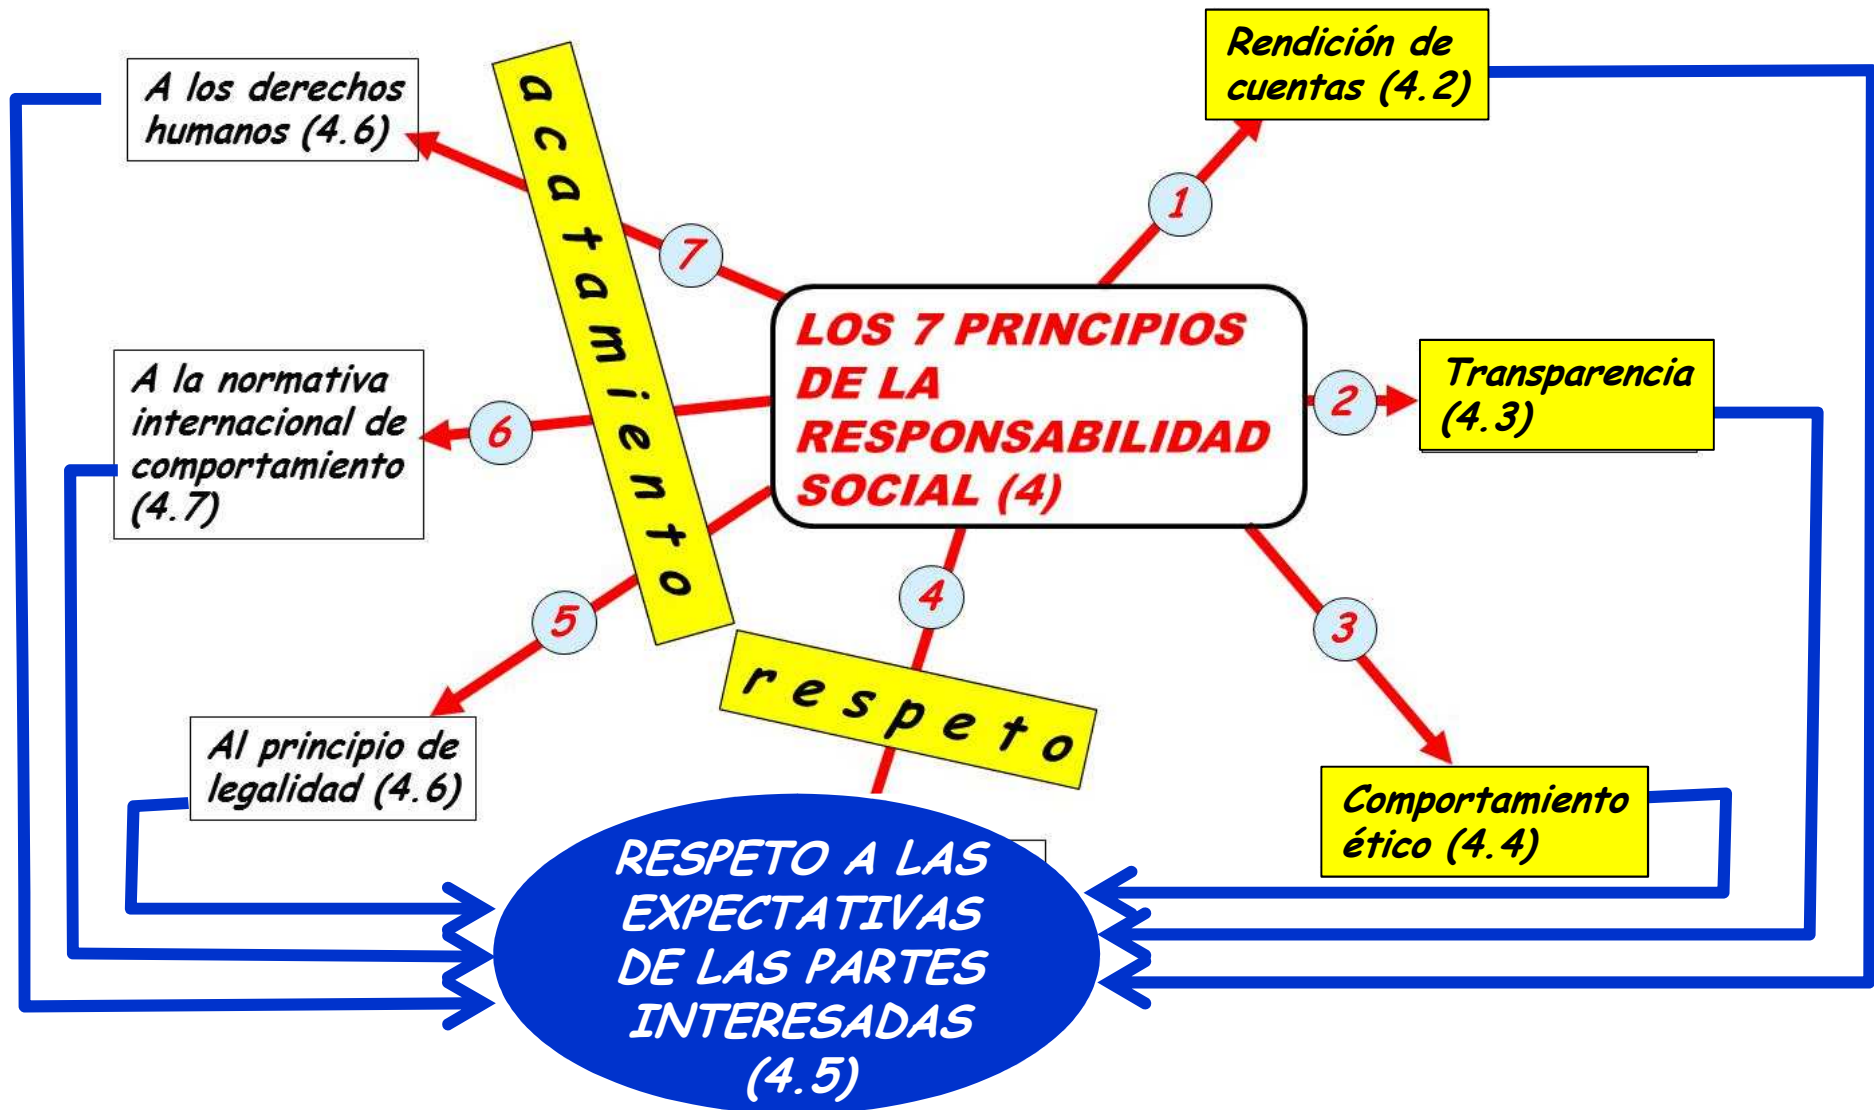 A los derechos
humanos (4.6)
acatamiento
Rendición de
cuentas (4.2)
1
7
LOS 7 PRINCIPIOS
DE LA
RESPONSABILIDAD
SOCIAL (4)
A la normativa
internacional de
comportamiento
(4.7)
6
2
Transparencia
(4.3)
5
4
3
respeto
Al principio de
legalidad (4.6)
Comportamiento
ético (4.4)
RESPETO A LAS
EXPECTATIVAS
DE LAS PARTES
INTERESADAS
(4.5)